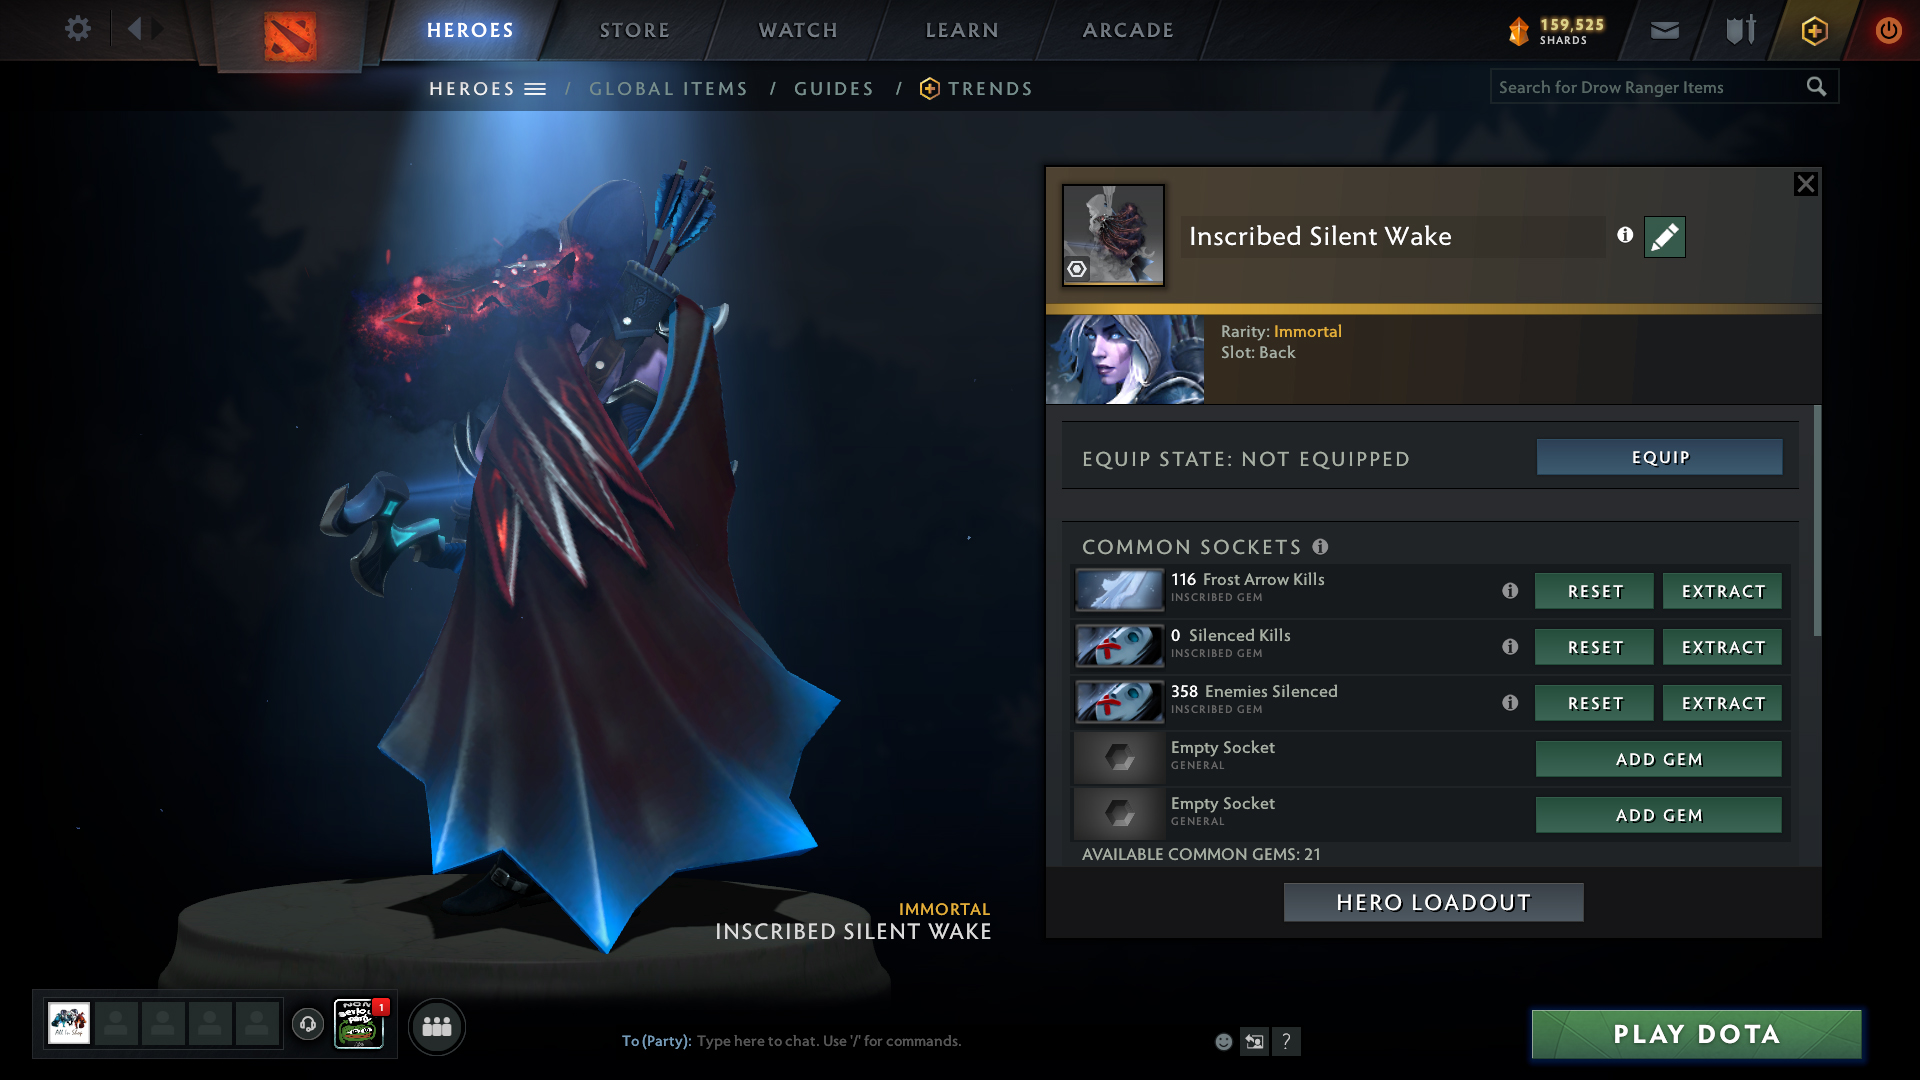 HEROES
STORE
WATCH
LEARN
ARCADE
159,525
SHARDS
HEROES / GLOBAL ITEMS / GUIDES / TRENDS
Search for Drow Ranger Items
Inscribed Silent Wake
Rarity: Immortal
Slot: Back
EQUIP STATE: NOT EQUIPPED
EQUIP
COMMON SOCKETS
116 Frost Arrow Kills
INSCRIBED GEM
RESET
EXTRACT
0 Silenced Kills
INSCRIBED GEM
RESET
EXTRACT
358 Enemies Silenced
INSCRIBED GEM
RESET
EXTRACT
Empty Socket
GENERAL
ADD GEM
Empty Socket
GENERAL
ADD GEM
AVAILABLE COMMON GEMS: 21
HERO LOADOUT
IMMORTAL
INSCRIBED SILENT WAKE
All In Shop
1
To (Party): Type here to chat. Use '/' for commands.
?
PLAY DOTA